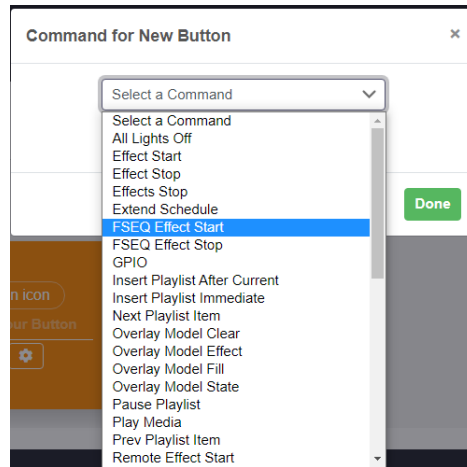 Command for New Button ×
Select a Command
Select a Command
All Lights Off
Effect Start
Effect Stop
Effects Stop
Extend Schedule
Done
FSEQ Effect Start
FSEQ Effect Stop
GPIO
Insert Playlist After Current
n icon
Insert Playlist Immediate
Next Playlist Item
our Button
Overlay Model Clear
Overlay Model Effect
Overlay Model Fill
Overlay Model State
Pause Playlist
Play Media
Prev Playlist Item
Remote Effect Start